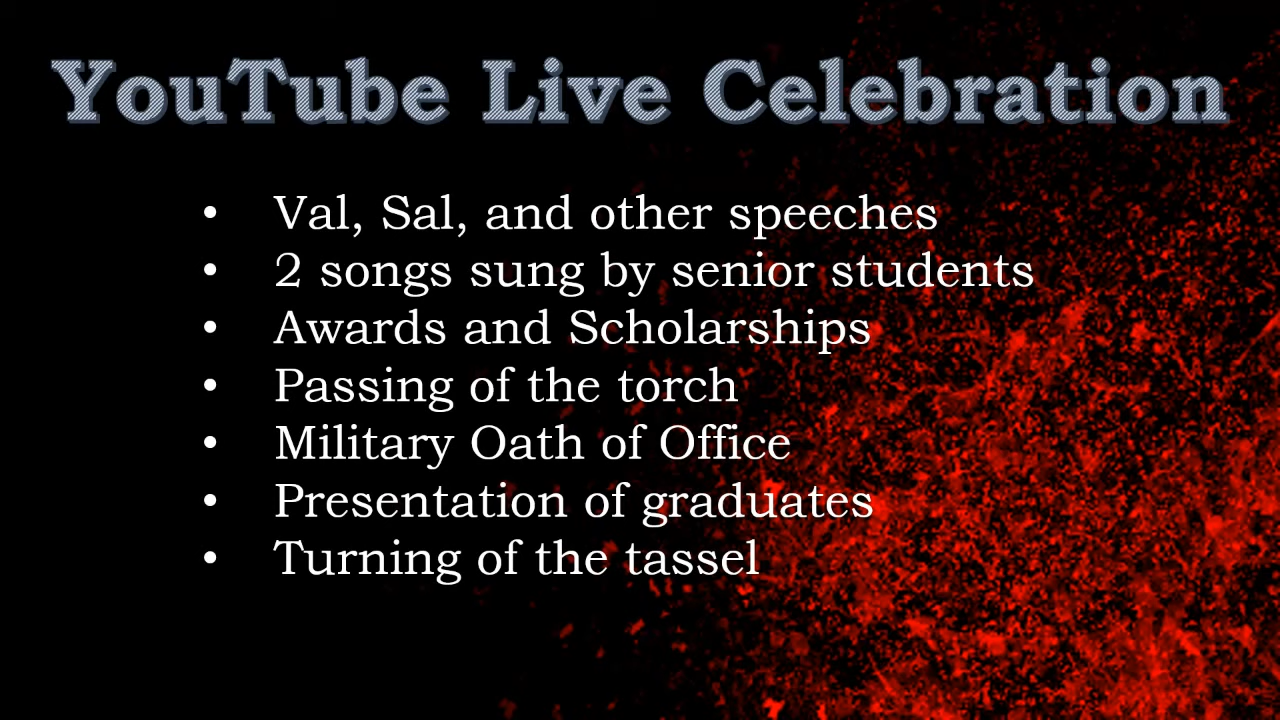 YouTube Live Celebration
• Val, Sal, and other speeches
• 2 songs sung by senior students
• Awards and Scholarships
• Passing of the torch
• Military Oath of Office
• Presentation of graduates
• Turning of the tassel